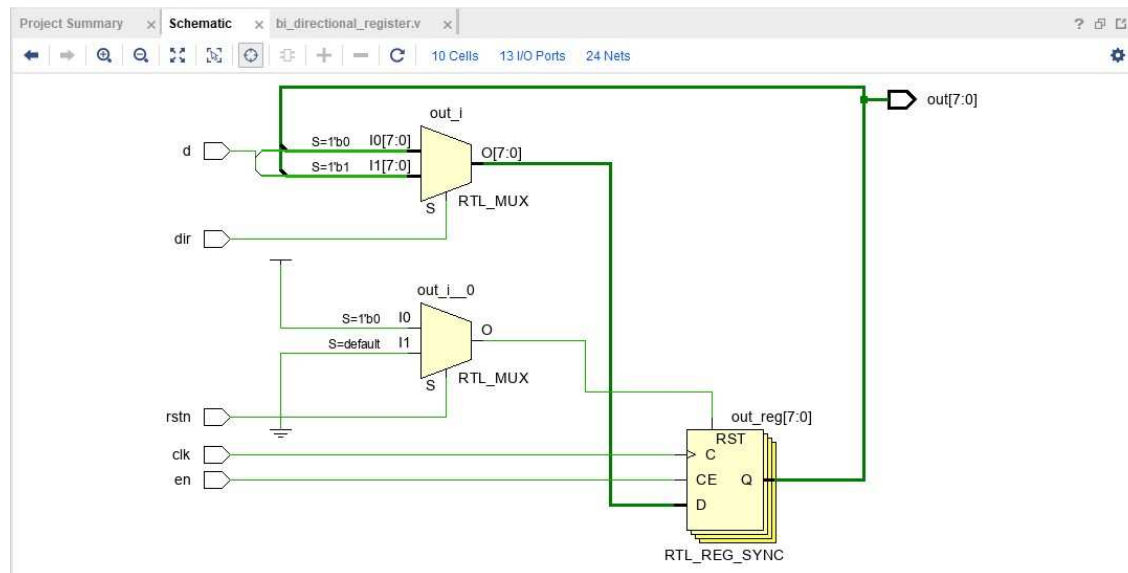 Project Summary × Schematic × bi_directional_register.v × ?
10 Cells 13 I/O Ports 24 Nets
out[7:0]
out_i
d S=1'b0 I0[7:0] O[7:0]
S=1'b1 I1[7:0]
S RTL_MUX
dir
out_i__0
S=1'b0 I0 O
S=default I1
S RTL_MUX
rstn out_reg[7:0]
RST
clk C
en CE Q
D
RTL_REG_SYNC